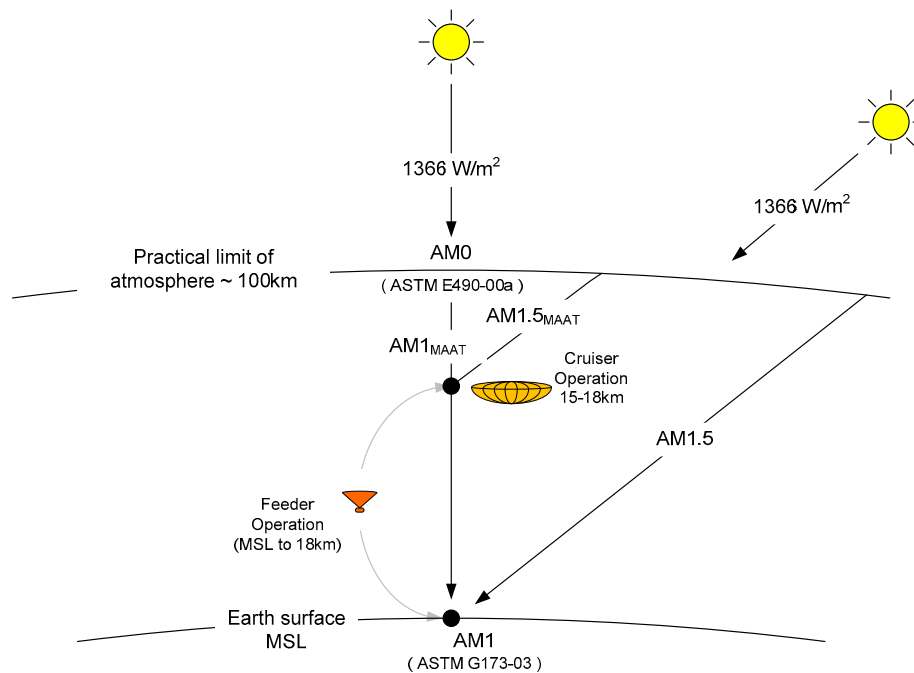 1366 W/m²
1366 W/m²
Practical limit of
atmosphere ~ 100km
AM0
( ASTM E490-00a )
AM1.5MAAT
AM1MAAT
Cruiser
Operation
15-18km
AM1.5
Feeder
Operation
(MSL to 18km)
Earth surface
MSL
AM1
( ASTM G173-03 )